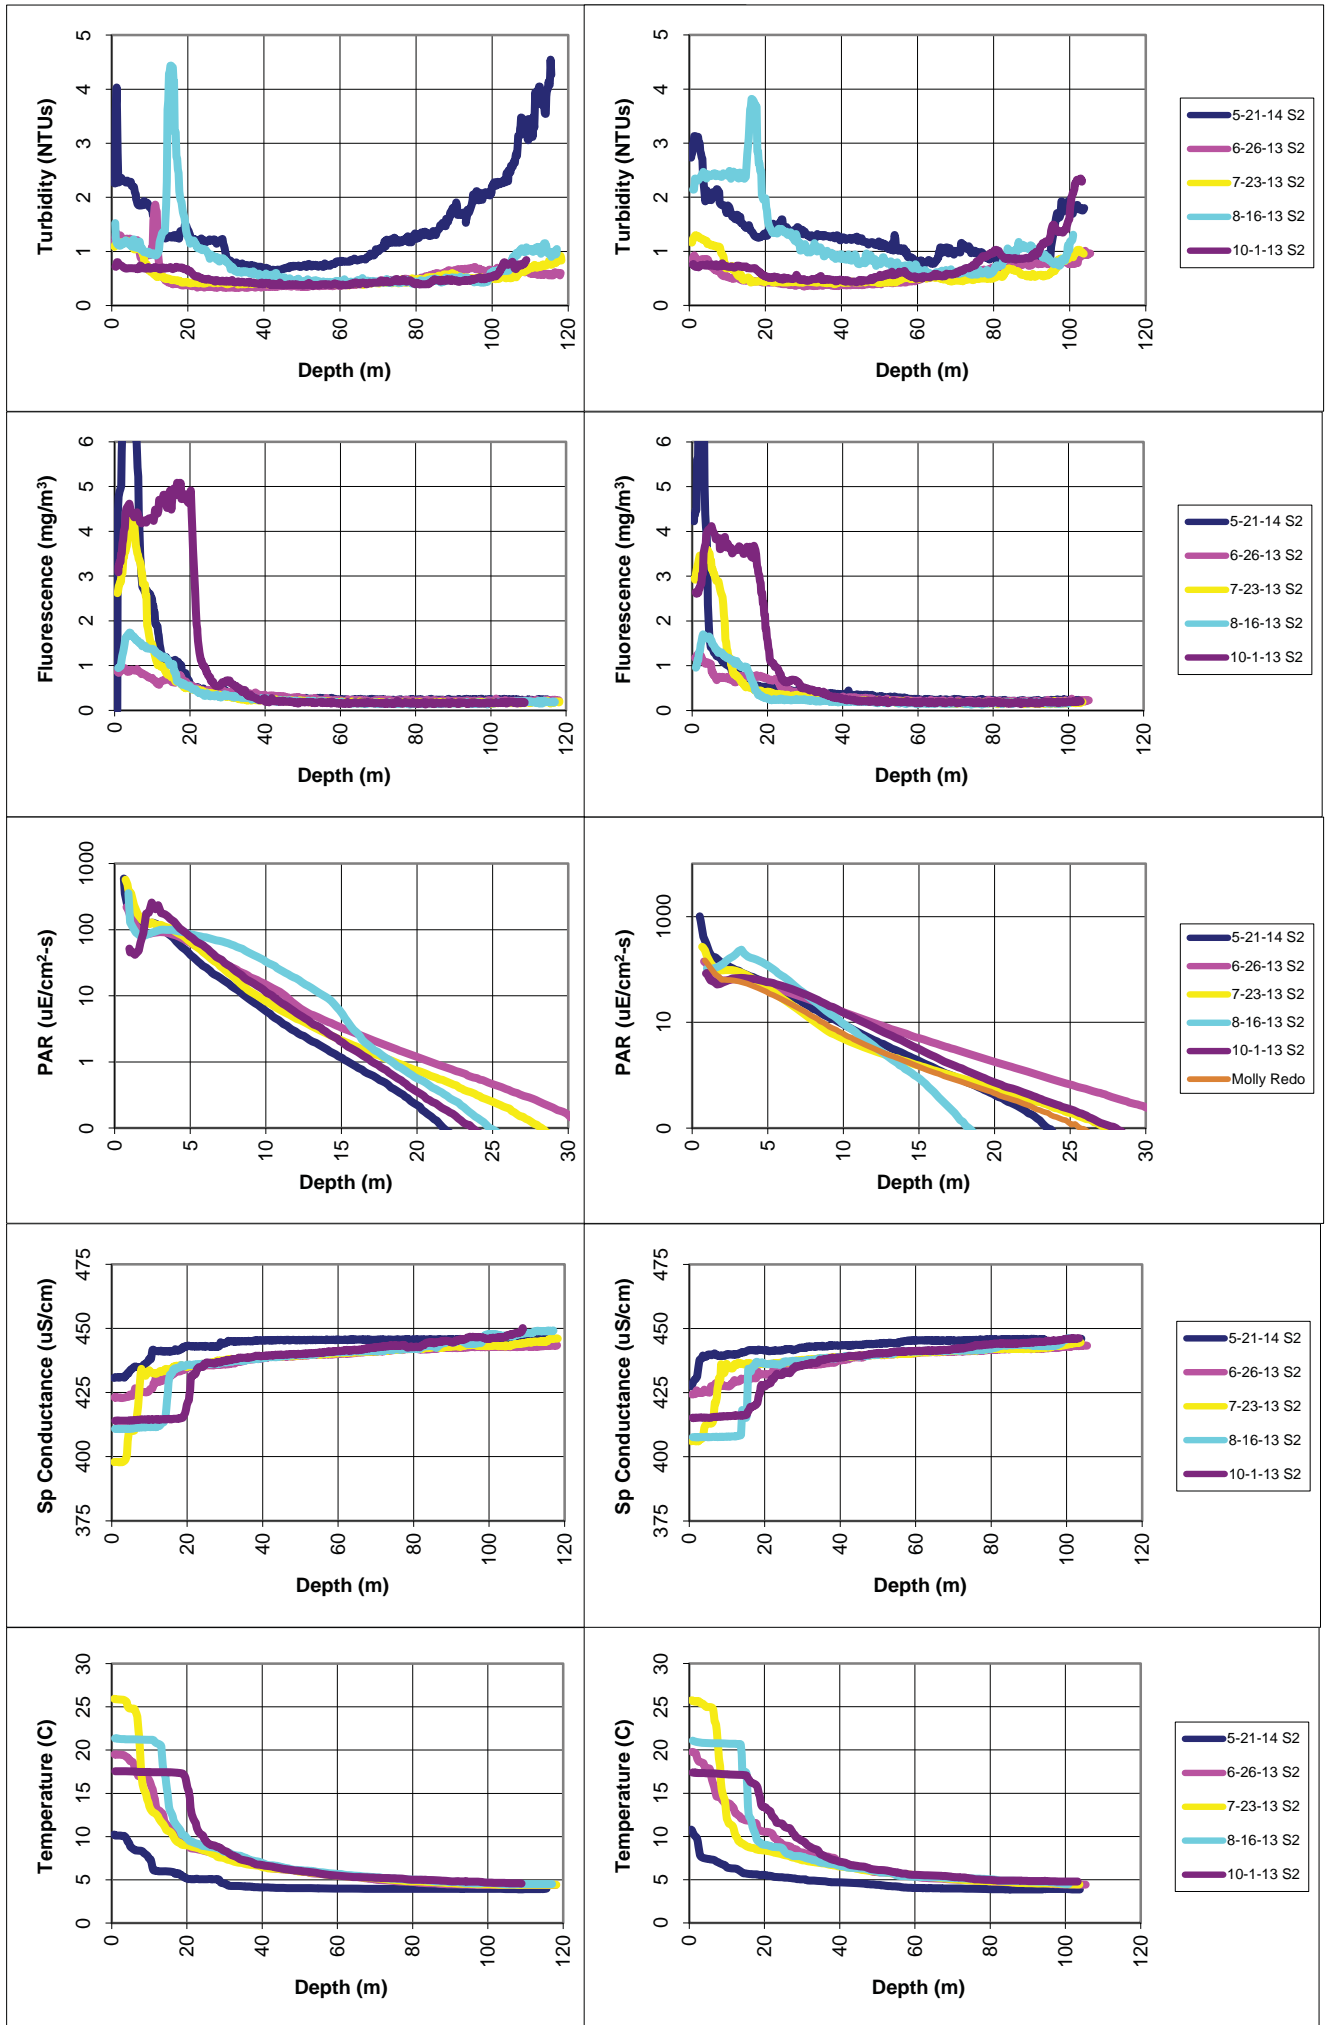 Turbidity (NTUs)
5
4
3
2
1
0
0
20
40
60
80
100
120
Depth (m)
Turbidity (NTUs)
5
4
3
2
1
0
0
20
40
60
80
100
120
Depth (m)
5-21-14 S2
6-26-13 S2
7-23-13 S2
8-16-13 S2
10-1-13 S2
Fluorescence (mg/m³)
6
5
4
3
2
1
0
0
20
40
60
80
100
120
Depth (m)
Fluorescence (mg/m³)
6
5
4
3
2
1
0
0
20
40
60
80
100
120
Depth (m)
5-21-14 S2
6-26-13 S2
7-23-13 S2
8-16-13 S2
10-1-13 S2
PAR (uE/cm²-s)
1000
100
10
1
0
0
5
10
15
20
25
30
Depth (m)
PAR (uE/cm²-s)
1000
10
0
0
5
10
15
20
25
30
Depth (m)
5-21-14 S2
6-26-13 S2
7-23-13 S2
8-16-13 S2
10-1-13 S2
Molly Redo
Sp Conductance (uS/cm)
475
450
425
400
375
0
20
40
60
80
100
120
Depth (m)
Sp Conductance (uS/cm)
475
450
425
400
375
0
20
40
60
80
100
120
Depth (m)
5-21-14 S2
6-26-13 S2
7-23-13 S2
8-16-13 S2
10-1-13 S2
Temperature (C)
30
25
20
15
10
5
0
0
20
40
60
80
100
120
Depth (m)
Temperature (C)
30
25
20
15
10
5
0
0
20
40
60
80
100
120
Depth (m)
5-21-14 S2
6-26-13 S2
7-23-13 S2
8-16-13 S2
10-1-13 S2